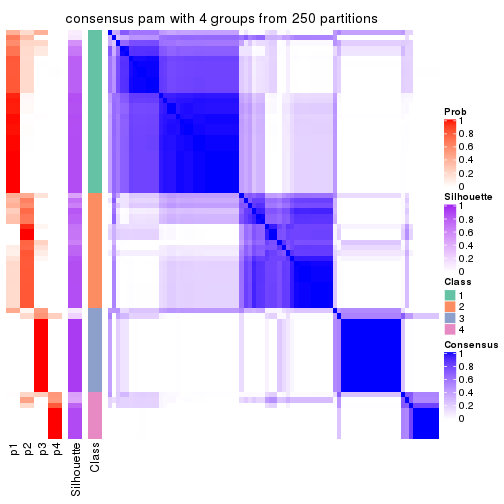 consensus pam with 4 groups from 250 partitions
Prob
1
0.8
0.6
0.4
0.2
0
Silhouette
1
0.8
0.6
0.4
0.2
0
Class
1
2
3
4
Consensus
1
0.8
0.6
0.4
0.2
0
p1
p2
p3
p4
Silhouette
Class